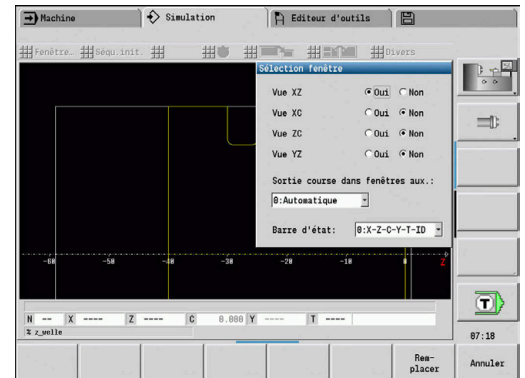 Machine
Simulation
Editeur d'outils
Fenêtre…
Séqu.init.
Divers
Sélection fenêtre
Vue XZ Oui Non
Vue XC Oui Non
Vue ZC Oui Non
Vue YZ Oui Non
Sortie course dans fenêtres aux.:
0:Automatique
Barre d'état: 0:X-Z-C-Y-T-ID
-60 -50 -40 -30 -20 -10 0 Z
N -- X ---- Z ---- C 0.000 Y ---- T ----
% z_welle
T
07:18
Rem-
placer
Annuler